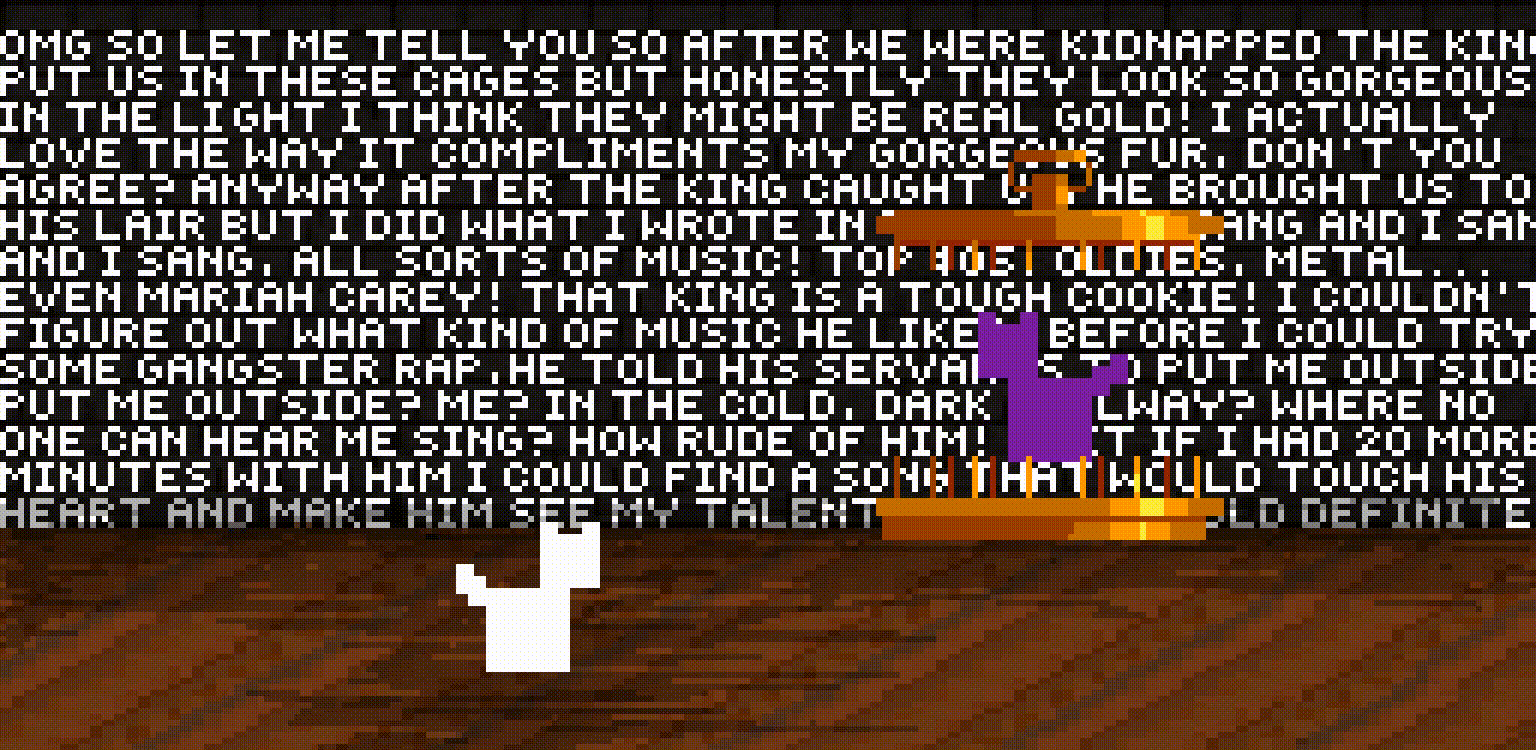 OMG SO LET ME TELL YOU SO AFTER WE WERE KIDNAPPED THE KIN
PUT US IN THESE CAGES BUT HONESTLY THEY LOOK SO GORGEOUS
IN THE LIGHT I THINK THEY MIGHT BE REAL GOLD! I ACTUALLY
LOVE THE WAY IT COMPLIMENTS MY GORGEOUS FUR, DON'T YOU
AGREE? ANYWAY AFTER THE KING CAUGHT HE BROUGHT US TO
HIS LAIR BUT I DID WHAT I WROTE IN ANG AND I SAN
AND I SANG, ALL SORTS OF MUSIC! TOP 40S, OLDIES, METAL...
EVEN MARIAH CAREY! THAT KING IS A TOUGH COOKIE! I COULDN'T
FIGURE OUT WHAT KIND OF MUSIC HE LIKE BEFORE I COULD TRY
SOME GANGSTER RAP,HE TOLD HIS SERVANTS TO PUT ME OUTSIDE
PUT ME OUTSIDE? ME? IN THE COLD, DARK LWAY? WHERE NO
ONE CAN HEAR ME SING? HOW RUDE OF HIM! T IF I HAD 20 MORE
MINUTES WITH HIM I COULD FIND A SONG THAT WOULD TOUCH HIS
HEART AND MAKE HIM SEE MY TALENT ULD DEFINITE